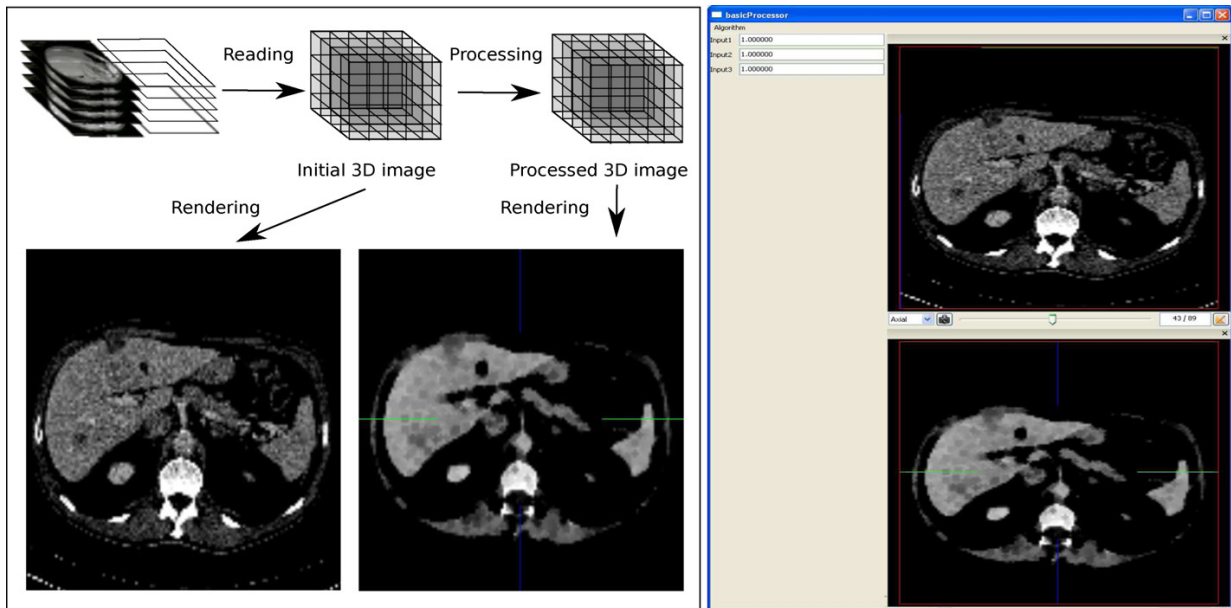 Reading
Processing
Initial 3D image
Processed 3D image
Rendering
Rendering
basicProcessor
Algorithm
Input1 1.000000
Input2 1.000000
Input3 1.000000
Axial
43 / 89